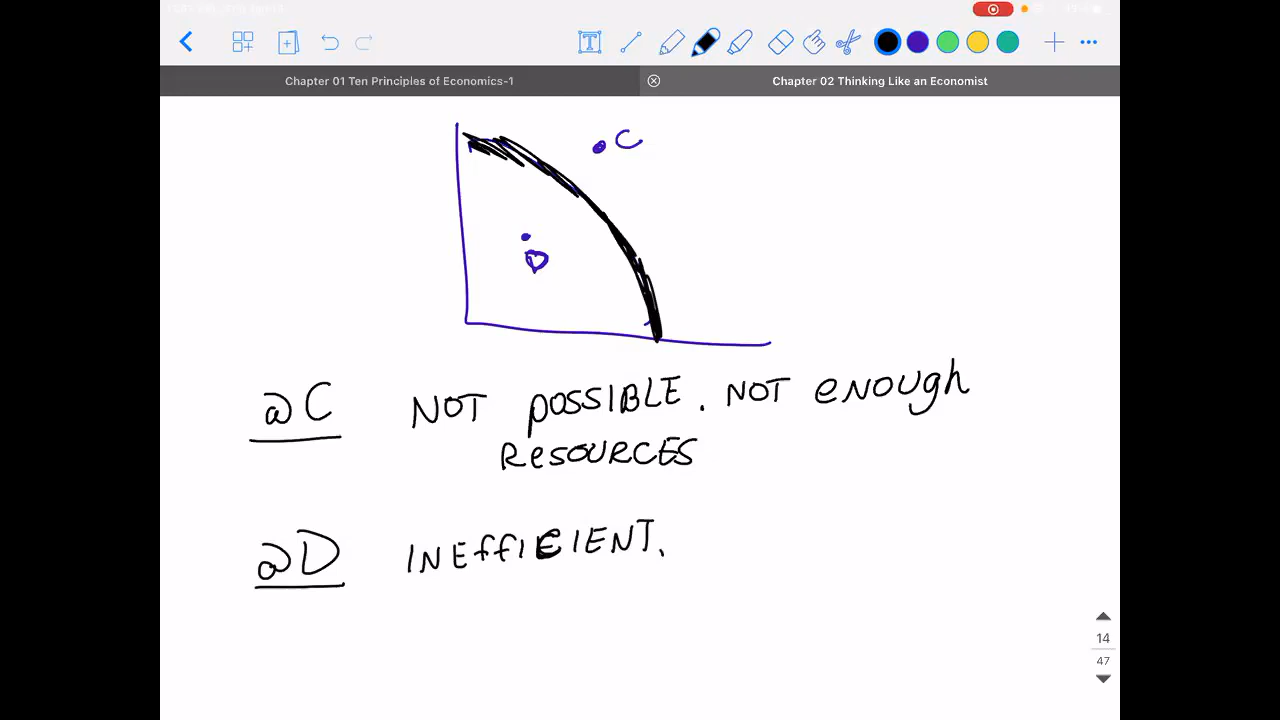 Chapter 01 Ten Principles of Economics-1
Chapter 02 Thinking Like an Economist
C
D
@C NOT POSSIBLE. NOT enough
RESOURCES
@D INEFFICIENT.
14
47